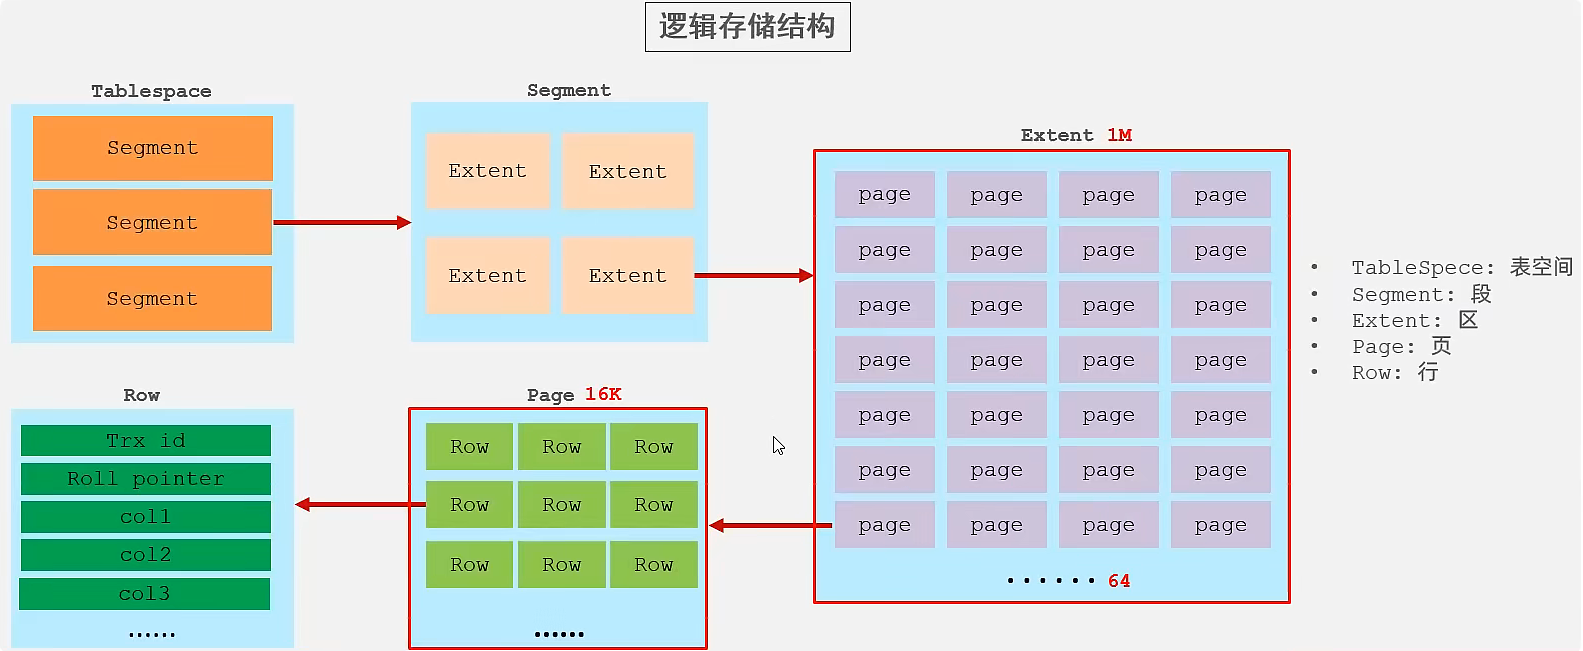 逻辑存储结构
Tablespace
Segment
Segment
Segment
Segment
Extent Extent
Extent Extent
Extent 1M
page page page page
page page page page
page page page page
page page page page
page page page page
page page page page
page page page page
······ 64
• TableSpece: 表空间
• Segment: 段
• Extent: 区
• Page: 页
• Row: 行
Row
Trx id
Roll pointer
col1
col2
col3
······
Page 16K
Row Row Row
Row Row Row
Row Row Row
······